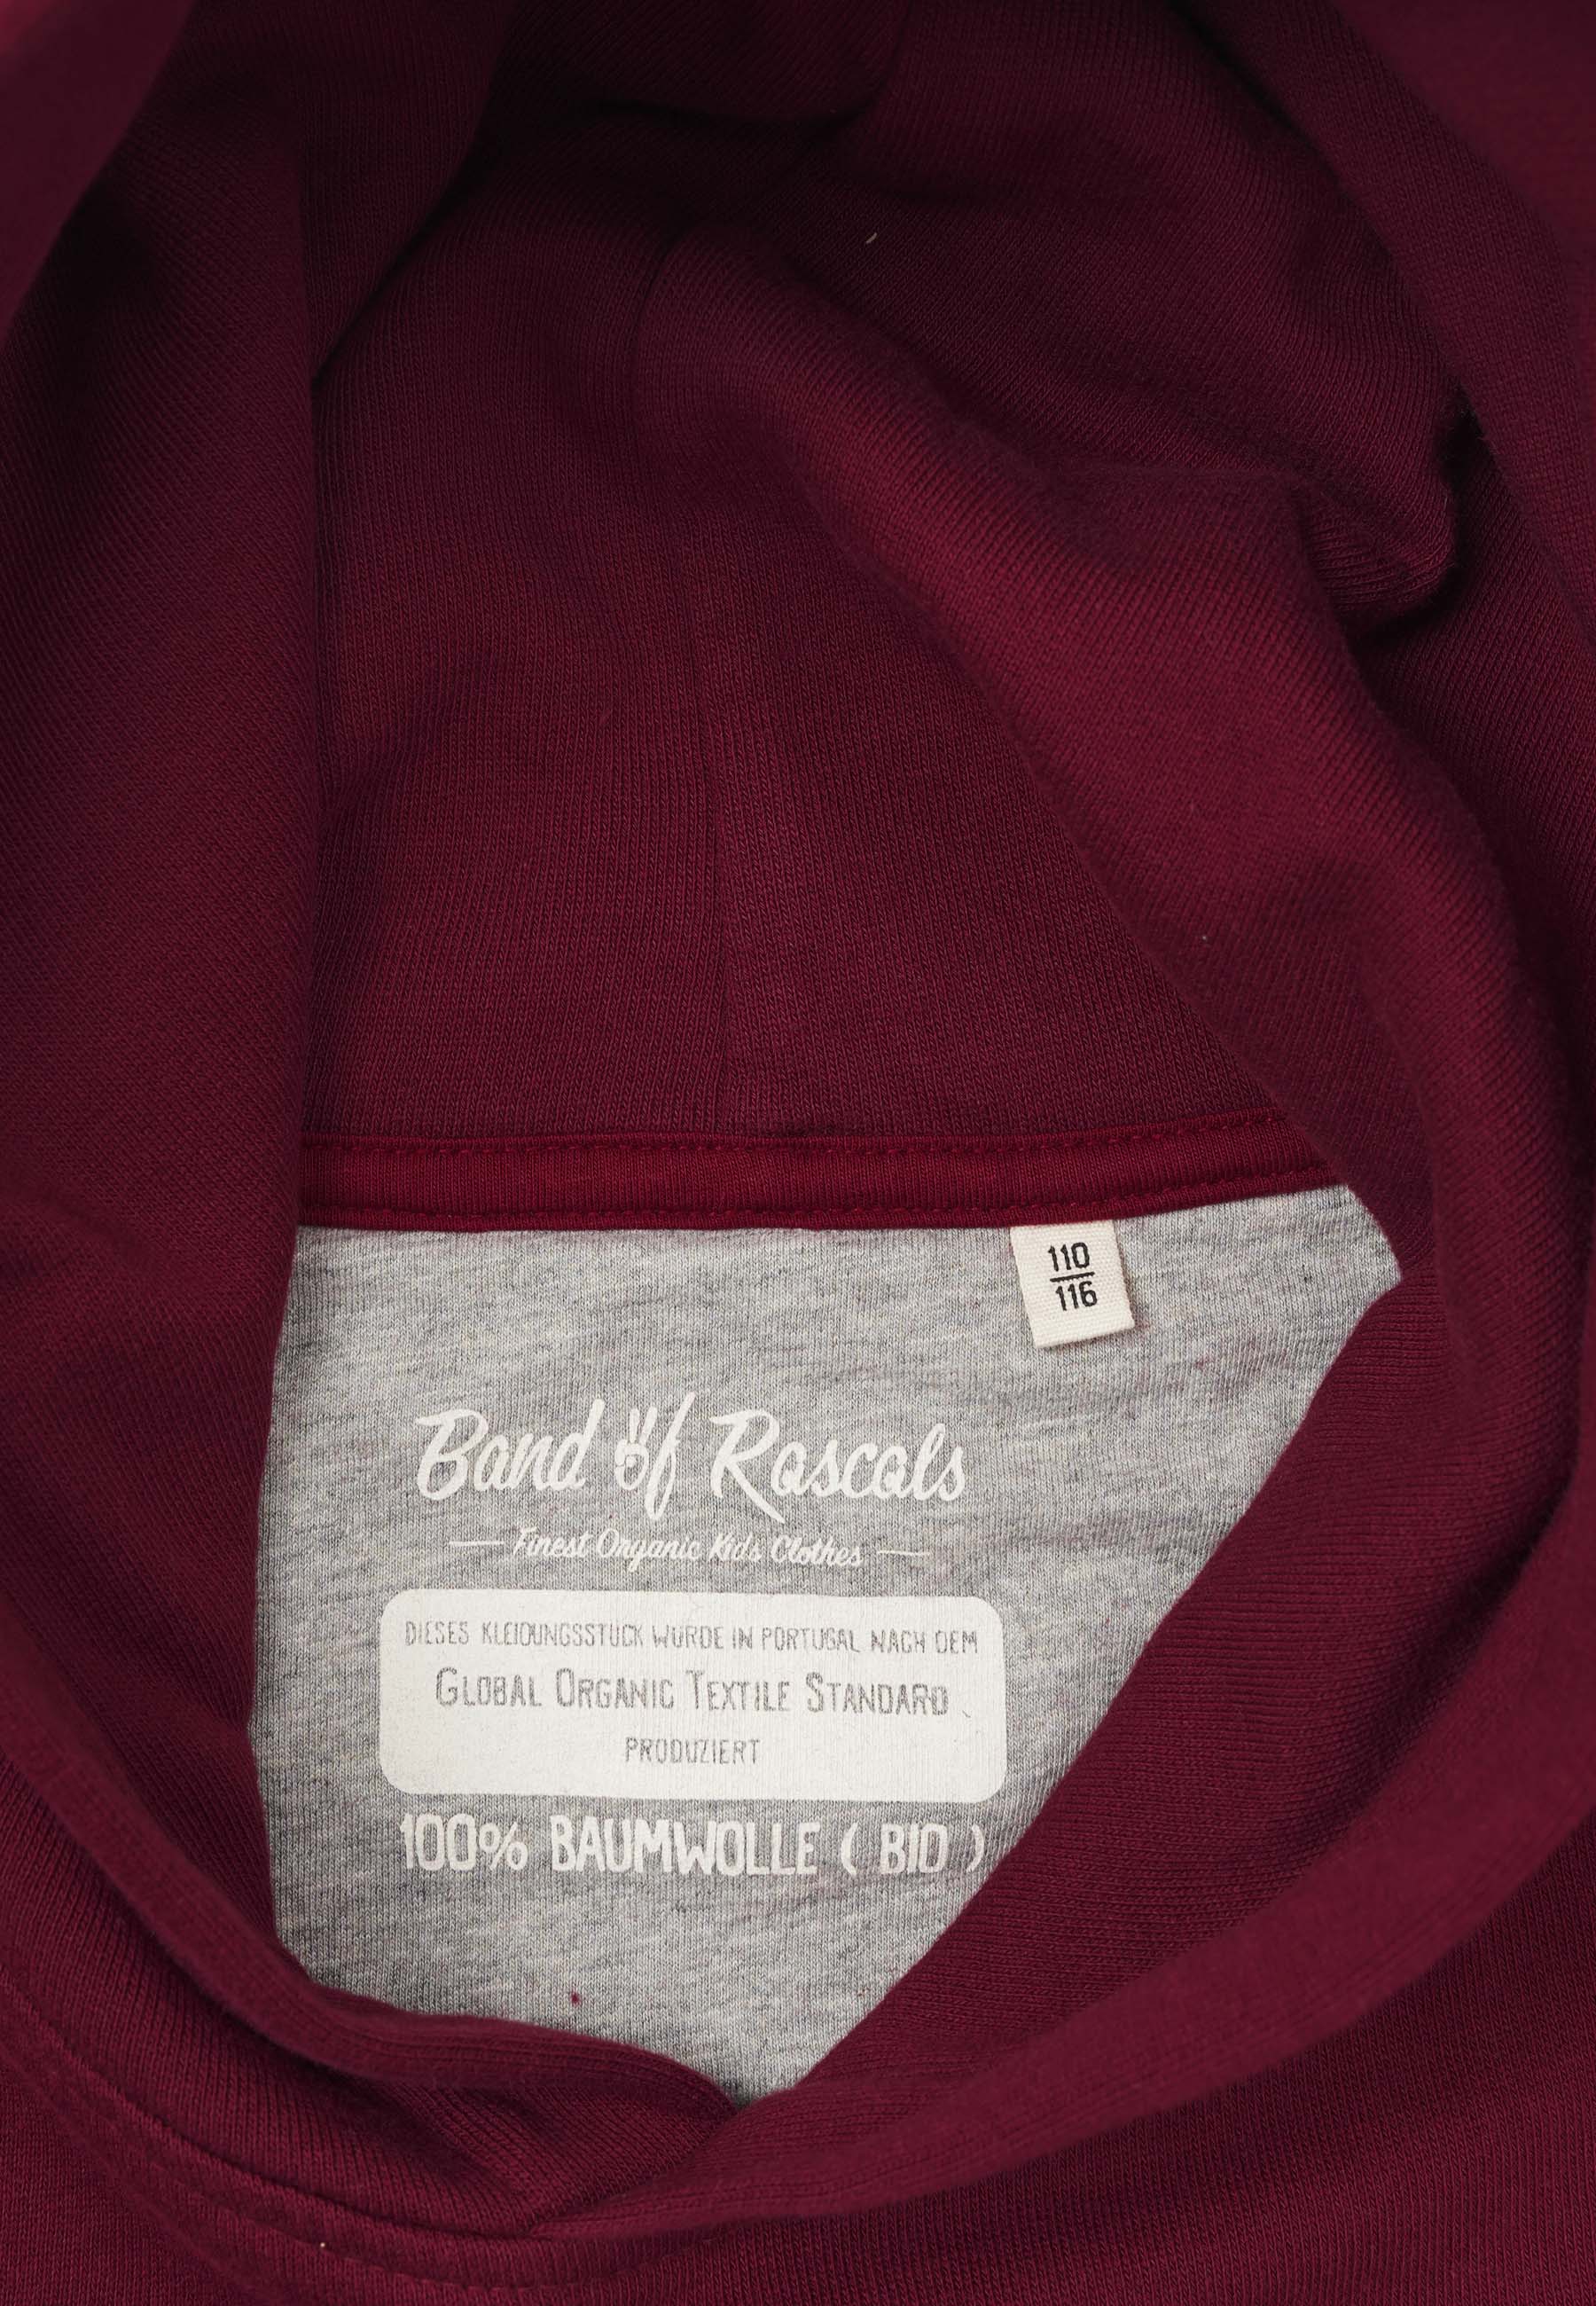 110
116
Band of Rascals
Finest Organic Kids Clothes
DIESES KLEIDUNGSSTÜCK WURDE IN PORTUGAL NACH DEM
GLOBAL ORGANIC TEXTILE STANDARD
PRODUZIERT
100% BAUMWOLLE ( BIO )